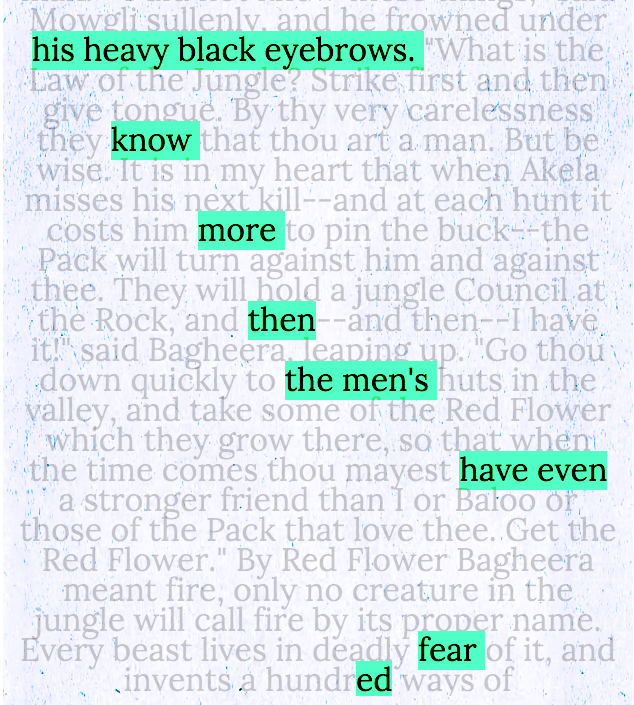 man." "I did not know these things," said
Mowgli sullenly, and he frowned under
his heavy black eyebrows. "What is the
Law of the Jungle? Strike first and then
give tongue. By thy very carelessness
they know that thou art a man. But be
wise. It is in my heart that when Akela
misses his next kill--and at each hunt it
costs him more to pin the buck--the
Pack will turn against him and against
thee. They will hold a jungle Council at
the Rock, and then--and then--I have
it!" said Bagheera, leaping up. "Go thou
down quickly to the men's huts in the
valley, and take some of the Red Flower
which they grow there, so that when
the time comes thou mayest have even
a stronger friend than I or Baloo or
those of the Pack that love thee. Get the
Red Flower." By Red Flower Bagheera
meant fire, only no creature in the
jungle will call fire by its proper name.
Every beast lives in deadly fear of it, and
invents a hundred ways of